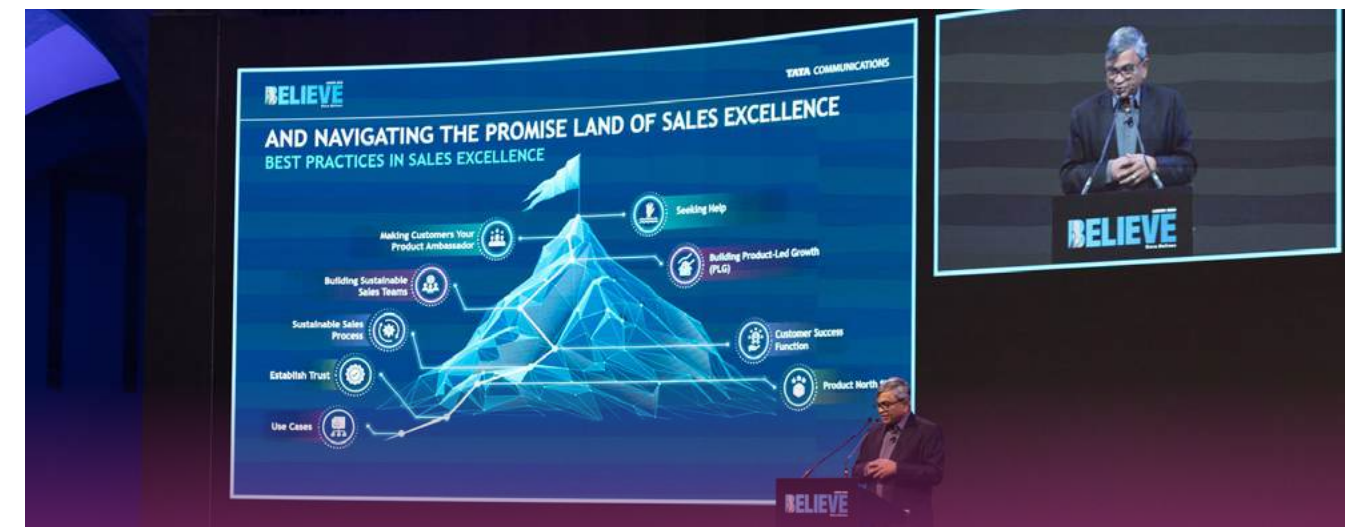 BELIEVE
TATA COMMUNICATIONS
AND NAVIGATING THE PROMISE LAND OF SALES EXCELLENCE
BEST PRACTICES IN SALES EXCELLENCE
Seeking Help
Making Customers Your
Product Ambassador
Building Product-Led Growth
(PLG)
Building Sustainable
Sales Teams
Sustainable Sales
Process
Customer Success
Function
Establish Trust
Product North
Use Cases
BELIEVE
BELIEVE